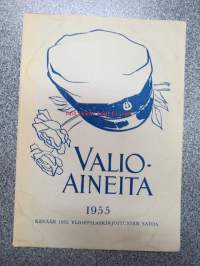 VALIO-
AINEITA
1955
KEVÄÄN 1955 YLIOPPILASKIRJOITUSTEN SATOA